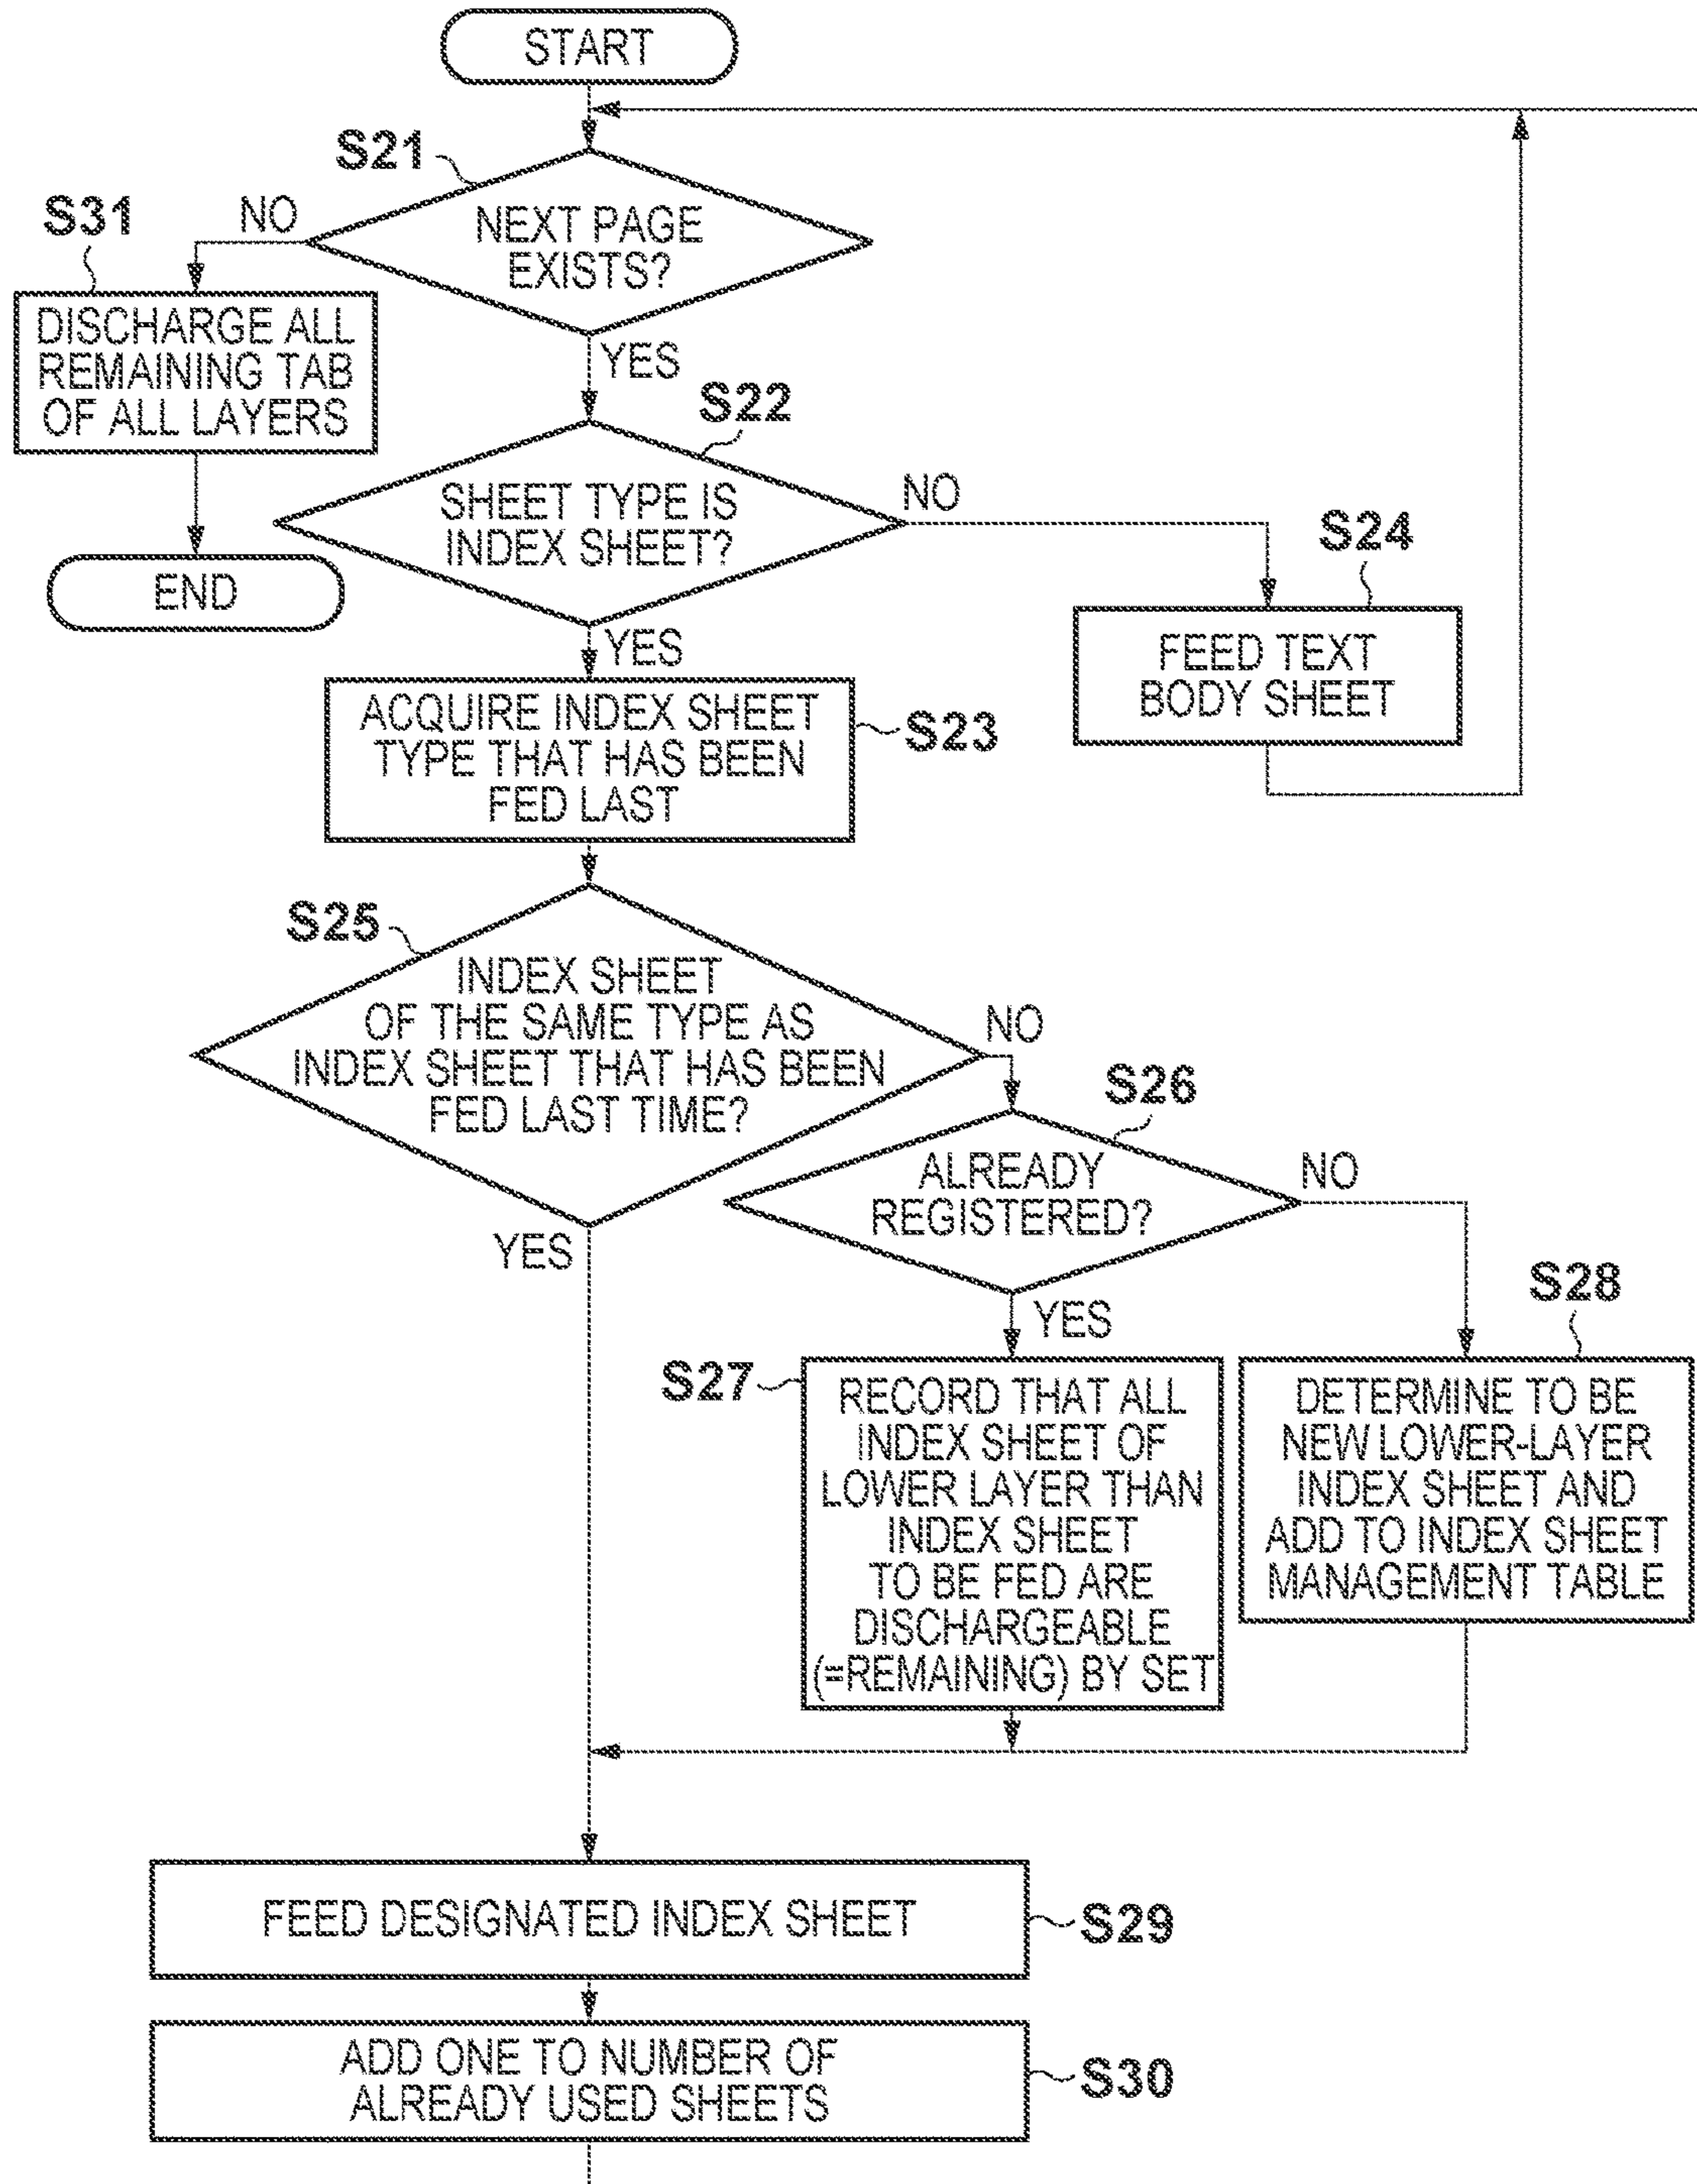 START
S21
NEXT PAGE
EXISTS?
NO
S31
DISCHARGE ALL
REMAINING TAB
OF ALL LAYERS
END
YES
S22
SHEET TYPE IS
INDEX SHEET?
NO
S24
FEED TEXT
BODY SHEET
YES
ACQUIRE INDEX SHEET
TYPE THAT HAS BEEN
FED LAST
S23
S25
INDEX SHEET
OF THE SAME TYPE AS
INDEX SHEET THAT HAS BEEN
FED LAST TIME?
NO
YES
S26
ALREADY
REGISTERED?
NO
YES
S27
RECORD THAT ALL
INDEX SHEET OF
LOWER LAYER THAN
INDEX SHEET
TO BE FED ARE
DISCHARGEABLE
(=REMAINING) BY SET
S28
DETERMINE TO BE
NEW LOWER-LAYER
INDEX SHEET AND
ADD TO INDEX SHEET
MANAGEMENT TABLE
FEED DESIGNATED INDEX SHEET
S29
ADD ONE TO NUMBER OF
ALREADY USED SHEETS
S30